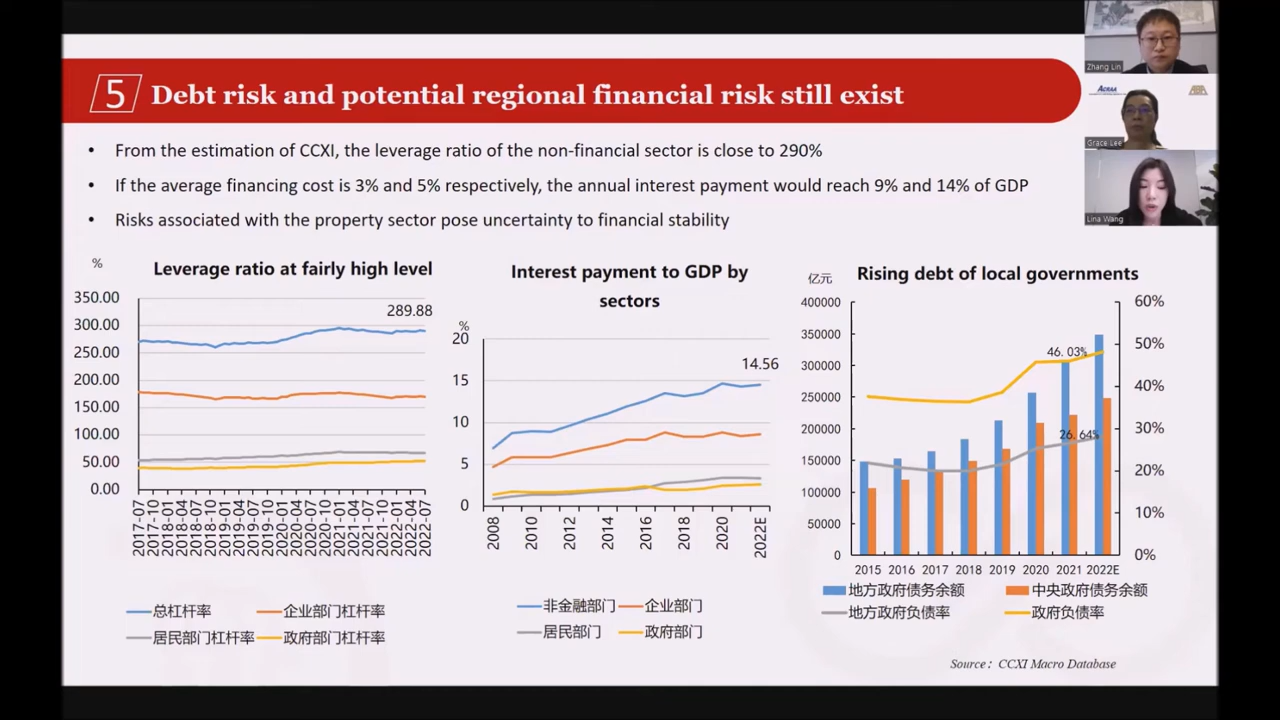 5 Debt risk and potential regional financial risk still exist
Zhang Lin
ACRAA
Grace Lee
Lina Wang
• From the estimation of CCXI, the leverage ratio of the non-financial sector is close to 290%
• If the average financing cost is 3% and 5% respectively, the annual interest payment would reach 9% and 14% of GDP
• Risks associated with the property sector pose uncertainty to financial stability
%
Leverage ratio at fairly high level
350.00
300.00
250.00
200.00
150.00
100.00
50.00
0.00
289.88
2017-07
2017-10
2018-01
2018-04
2018-07
2018-10
2019-01
2019-04
2019-07
2019-10
2020-01
2020-04
2020-07
2020-10
2021-01
2021-04
2021-07
2021-10
2022-01
2022-04
2022-07
总杠杆率 企业部门杠杆率
居民部门杠杆率 政府部门杠杆率
Interest payment to GDP by
sectors
%
20
15
10
5
0
14.56
2008
2010
2012
2014
2016
2018
2020
2022E
非金融部门 企业部门
居民部门 政府部门
亿元
Rising debt of local governments
400000
350000
300000
250000
200000
150000
100000
50000
0
60%
50%
40%
30%
20%
10%
0%
46.03%
26.64%
2015 2016 2017 2018 2019 2020 2021 2022E
地方政府债务余额 中央政府债务余额
地方政府负债率 政府负债率
Source：CCXI Macro Database